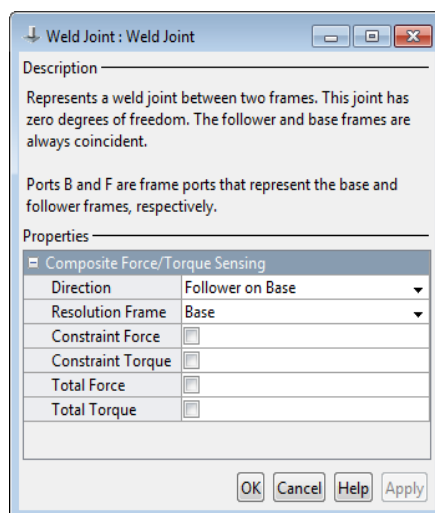 Weld Joint : Weld Joint
Description
Represents a weld joint between two frames. This joint has
zero degrees of freedom. The follower and base frames are
always coincident.
Ports B and F are frame ports that represent the base and
follower frames, respectively.
Properties
Composite Force/Torque Sensing
Direction Follower on Base
Resolution Frame Base
Constraint Force
Constraint Torque
Total Force
Total Torque
OK Cancel Help Apply